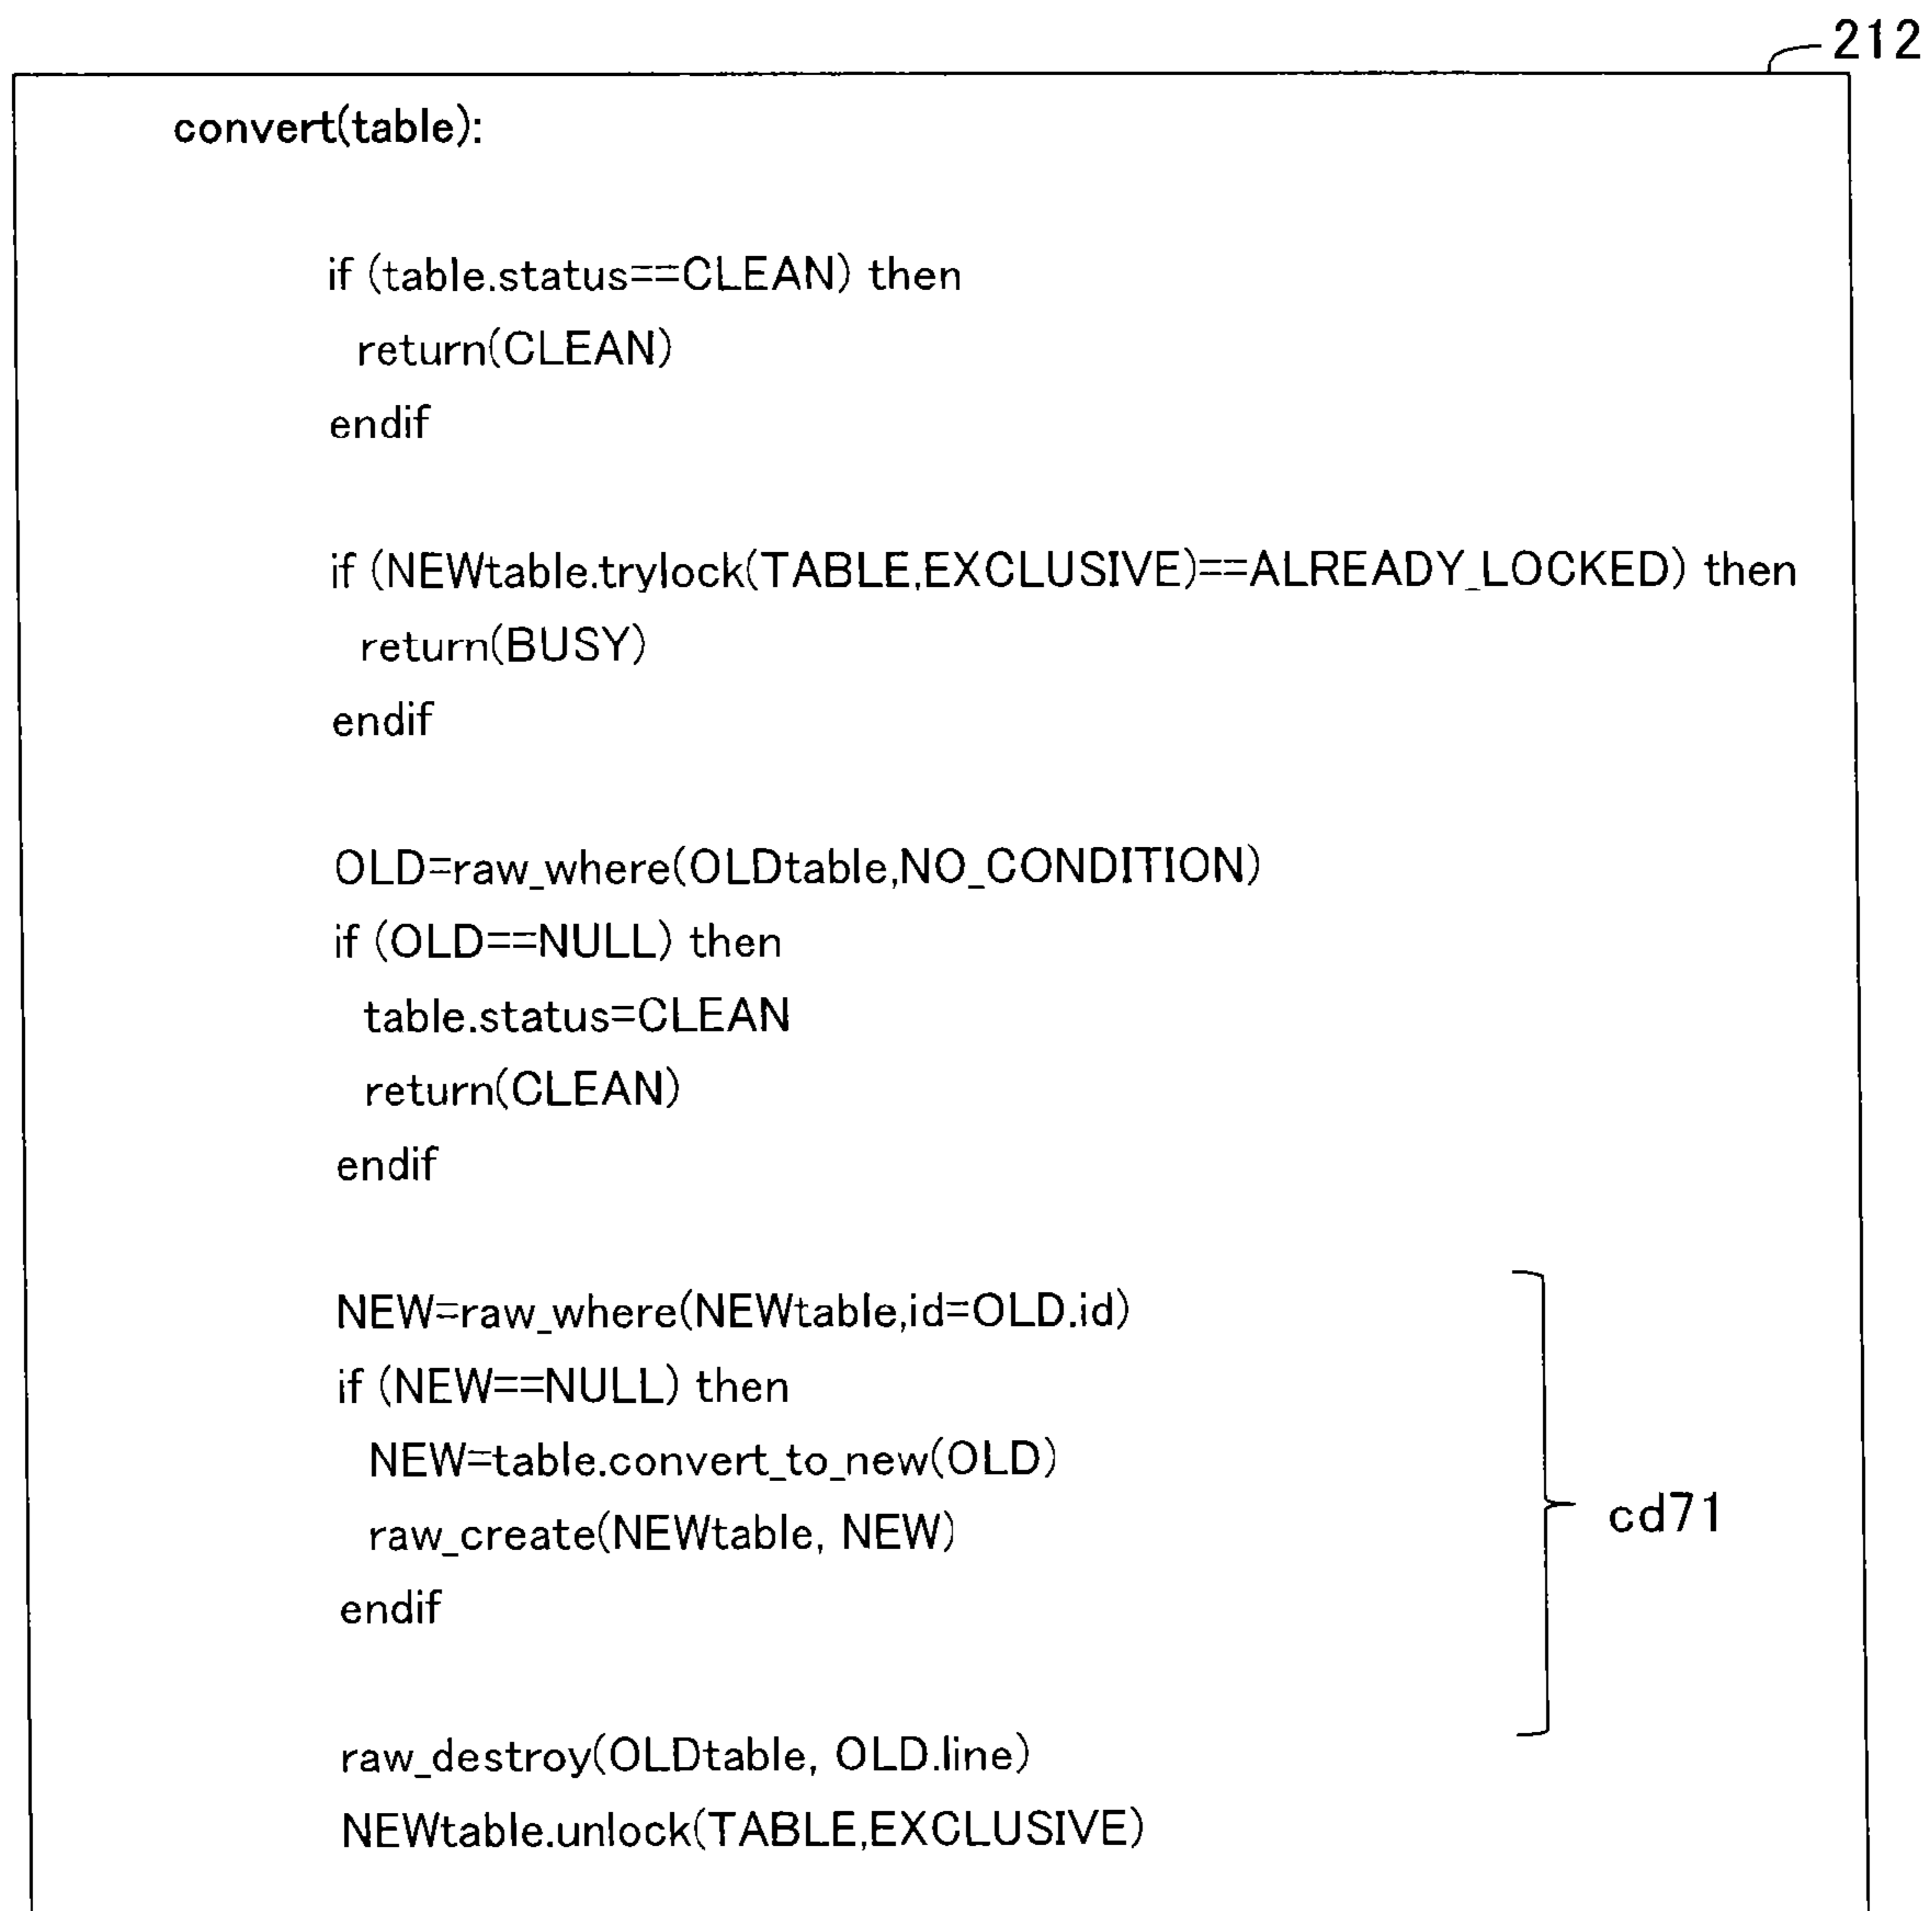 212
convert(table):
if (table.status==CLEAN) then
return(CLEAN)
endif
if (NEWtable.trylock(TABLE,EXCLUSIVE)==ALREADY_LOCKED) then
return(BUSY)
endif
OLD=raw_where(OLDtable,NO_CONDITION)
if (OLD==NULL) then
table.status=CLEAN
return(CLEAN)
endif
NEW=raw_where(NEWtable,id=OLD.id)
if (NEW==NULL) then
NEW=table.convert_to_new(OLD)
raw_create(NEWtable, NEW)
endif
cd71
raw_destroy(OLDtable, OLD.line)
NEWtable.unlock(TABLE,EXCLUSIVE)